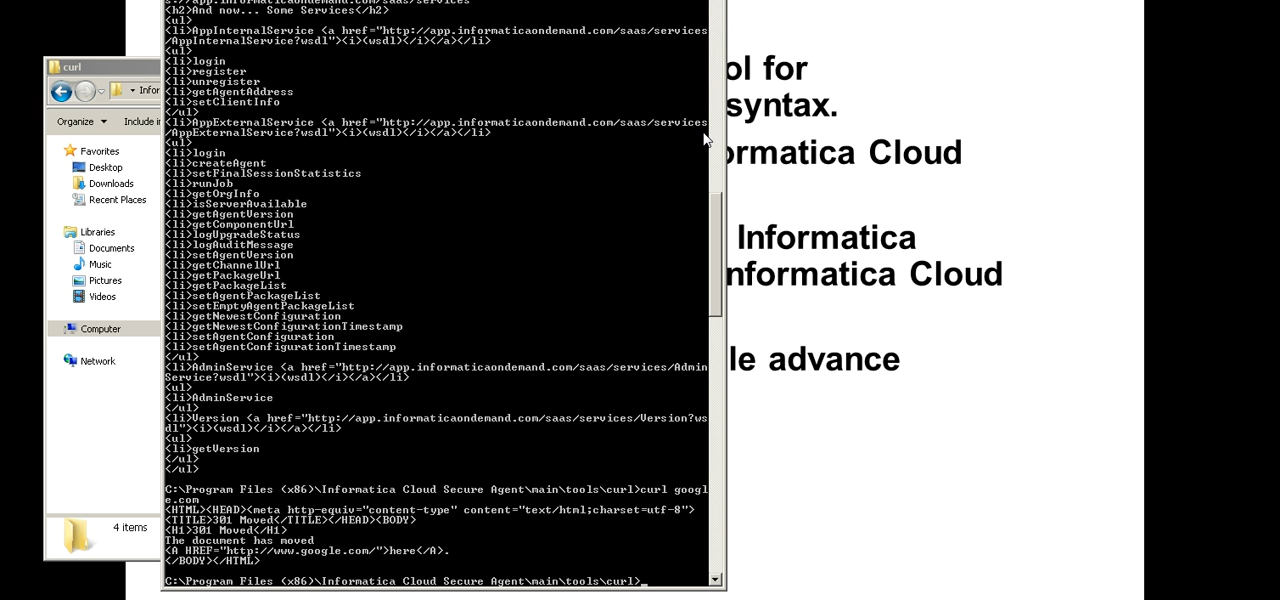 s://app.informaticaondemand.com/saas/services
<h2>And now... Some Services</h2>
<ul>
<li>AppInternalService <a href="http://app.informaticaondemand.com/saas/services
/AppInternalService?wsdl"><i>(wsdl)</i></a></li>
<ul>
<li>login
<li>register
<li>unregister
<li>getAgentAddress
<li>setClientInfo
</ul>
<li>AppExternalService <a href="http://app.informaticaondemand.com/saas/services
/AppExternalService?wsdl"><i>(wsdl)</i></a></li>
<ul>
<li>login
<li>createAgent
<li>setFinalSessionStatistics
<li>runJob
<li>getOrgInfo
<li>isServerAvailable
<li>getAgentVersion
<li>getComponentUrl
<li>logUpgradeStatus
<li>logAuditMessage
<li>setAgentVersion
<li>getChannelUrl
<li>getPackageUrl
<li>getPackageList
<li>setAgentPackageList
<li>setEmptyAgentPackageList
<li>getNewestConfiguration
<li>getNewestConfigurationTimestamp
<li>setAgentConfiguration
<li>setAgentConfigurationTimestamp
</ul>
<li>AdminService <a href="http://app.informaticaondemand.com/saas/services/Admin
Service?wsdl"><i>(wsdl)</i></a></li>
<ul>
<li>AdminService
</ul>
<li>Version <a href="http://app.informaticaondemand.com/saas/services/Version?ws
dl"><i>(wsdl)</i></a></li>
<ul>
<li>getVersion
</ul>
</ul>
C:\Program Files (x86)\Informatica Cloud Secure Agent\main\tools\curl>curl googl
e.com
<HTML><HEAD><meta http-equiv="content-type" content="text/html;charset=utf-8">
<TITLE>301 Moved</TITLE></HEAD><BODY>
<H1>301 Moved</H1>
The document has moved
<A HREF="http://www.google.com/">here</A>.
</BODY></HTML>
C:\Program Files (x86)\Informatica Cloud Secure Agent\main\tools\curl>_
curl
Infor
Organize
Include i
Favorites
Desktop
Downloads
Recent Places
Libraries
Documents
Music
Pictures
Videos
Computer
Network
4 items
ol for
syntax.
ormatica Cloud
Informatica
nformatica Cloud
le advance